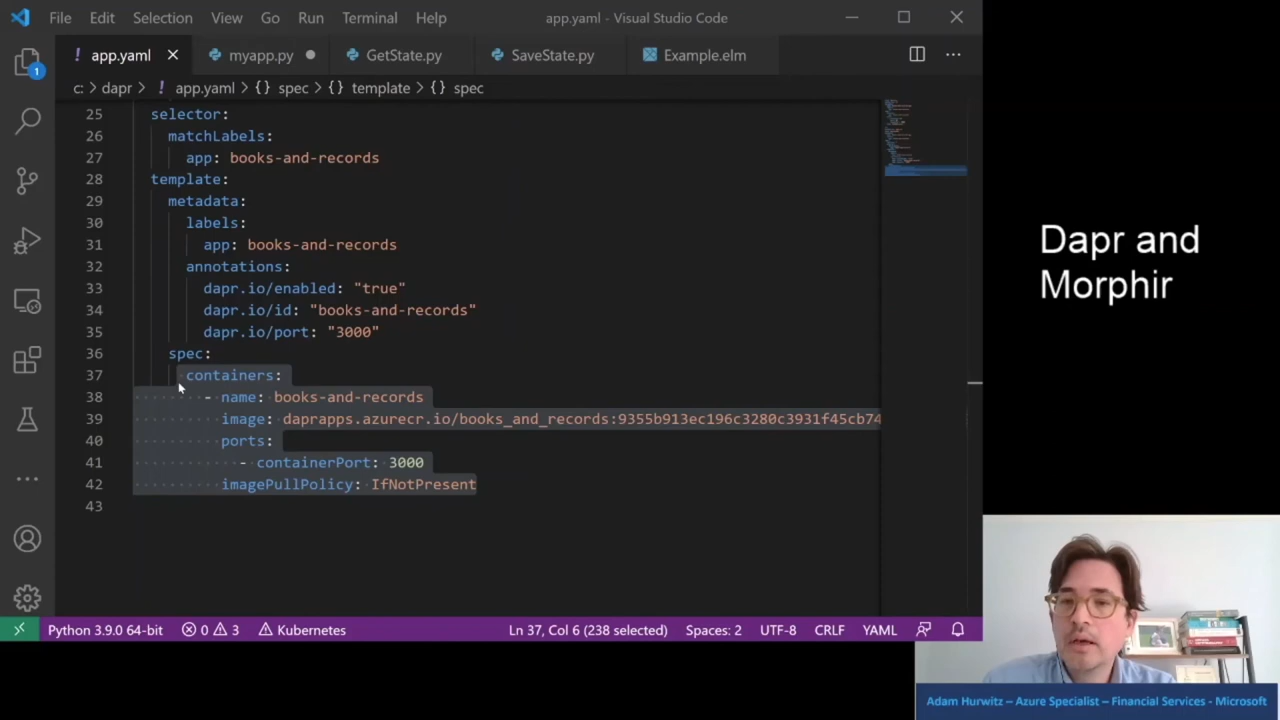 File Edit Selection View Go Run Terminal Help app.yaml - Visual Studio Code
! app.yaml myapp.py GetState.py SaveState.py Example.elm
1
c: > dapr > ! app.yaml > {} spec > {} template > {} spec
25 selector:
26 matchLabels:
27 app: books-and-records
28 template:
29 metadata:
30 labels:
31 app: books-and-records
32 annotations:
33 dapr.io/enabled: "true"
34 dapr.io/id: "books-and-records"
35 dapr.io/port: "3000"
36 spec:
37 containers:
38 - name: books-and-records
39 image: daprapps.azurecr.io/books_and_records:9355b913ec196c3280c3931f45cb74
40 ports:
41 - containerPort: 3000
42 imagePullPolicy: IfNotPresent
43
Python 3.9.0 64-bit 0 3 Kubernetes Ln 37, Col 6 (238 selected) Spaces: 2 UTF-8 CRLF YAML
Dapr and
Morphir
Adam Hurwitz – Azure Specialist – Financial Services - Microsoft